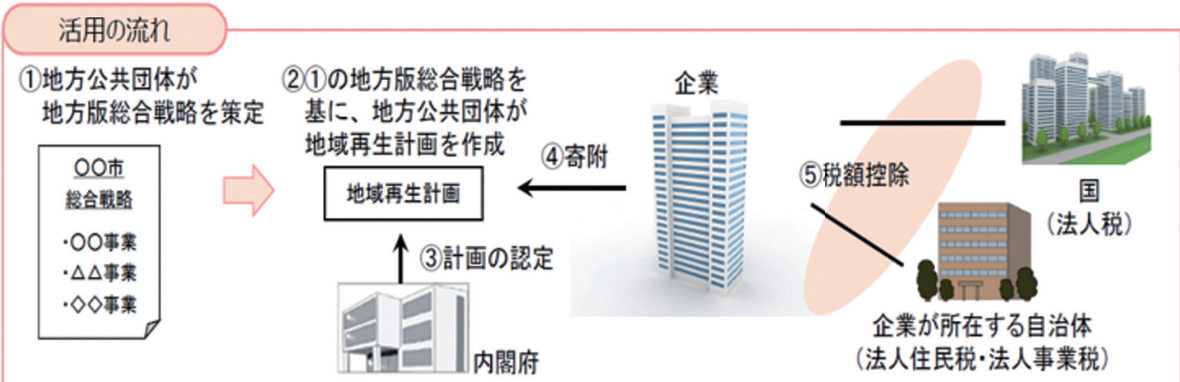 活用の流れ
①地方公共団体が
地方版総合戦略を策定
〇〇市
総合戦略
・〇〇事業
・△△事業
・◇◇事業
②①の地方版総合戦略を
基に、地方公共団体が
地域再生計画を作成
地域再生計画
③計画の認定
内閣府
④寄附
企業
⑤税額控除
国
（法人税）
企業が所在する自治体
（法人住民税・法人事業税）